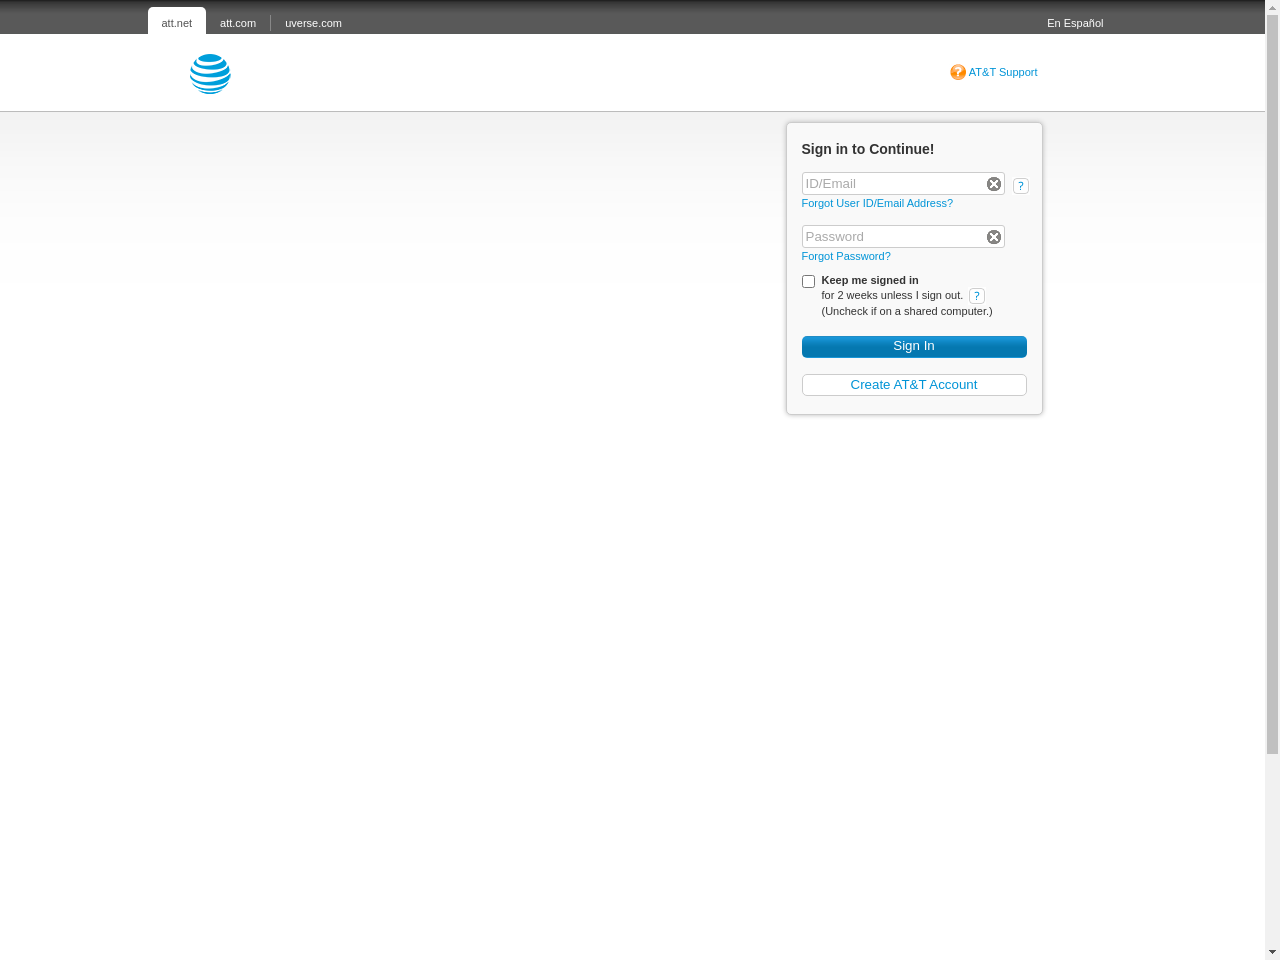 att.net
att.com
uverse.com
En Español
? AT&T Support
Sign in to Continue!
ID/Email
?
Forgot User ID/Email Address?
Password
Forgot Password?
Keep me signed in
for 2 weeks unless I sign out. ?
(Uncheck if on a shared computer.)
Sign In
Create AT&T Account